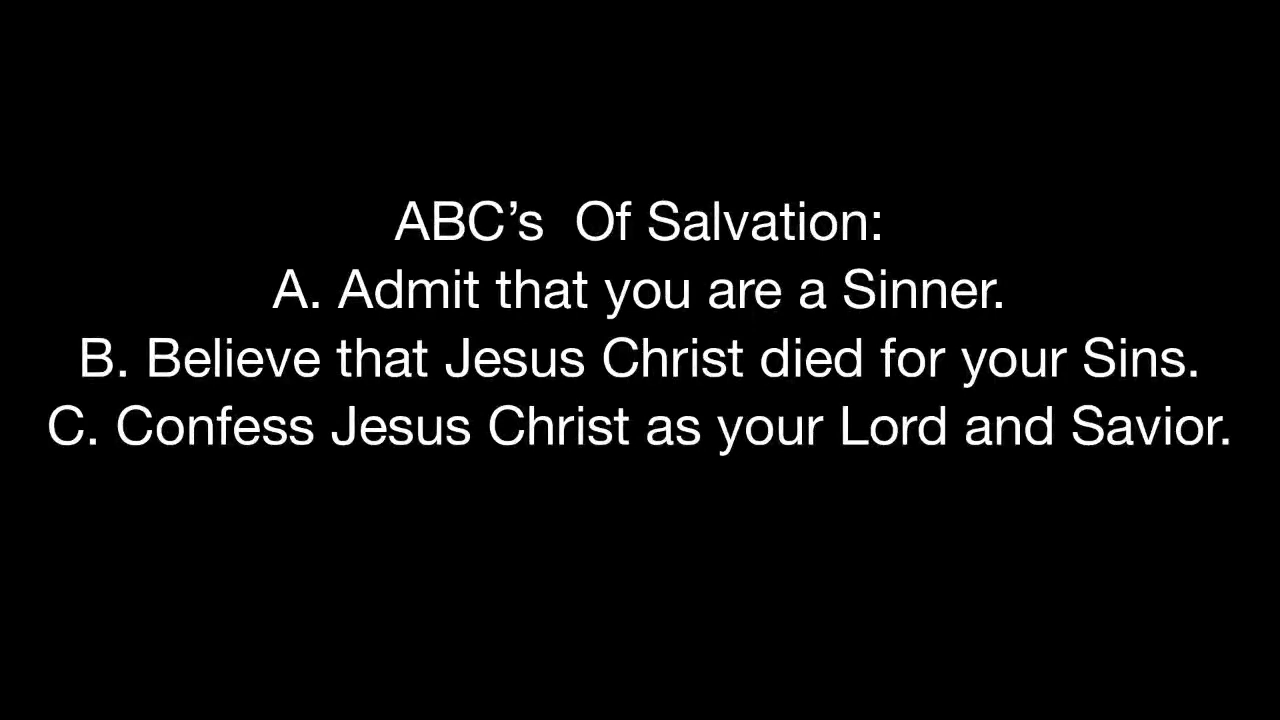 ABC’s  Of Salvation:
A. Admit that you are a Sinner.
B. Believe that Jesus Christ died for your Sins.
C. Confess Jesus Christ as your Lord and Savior.